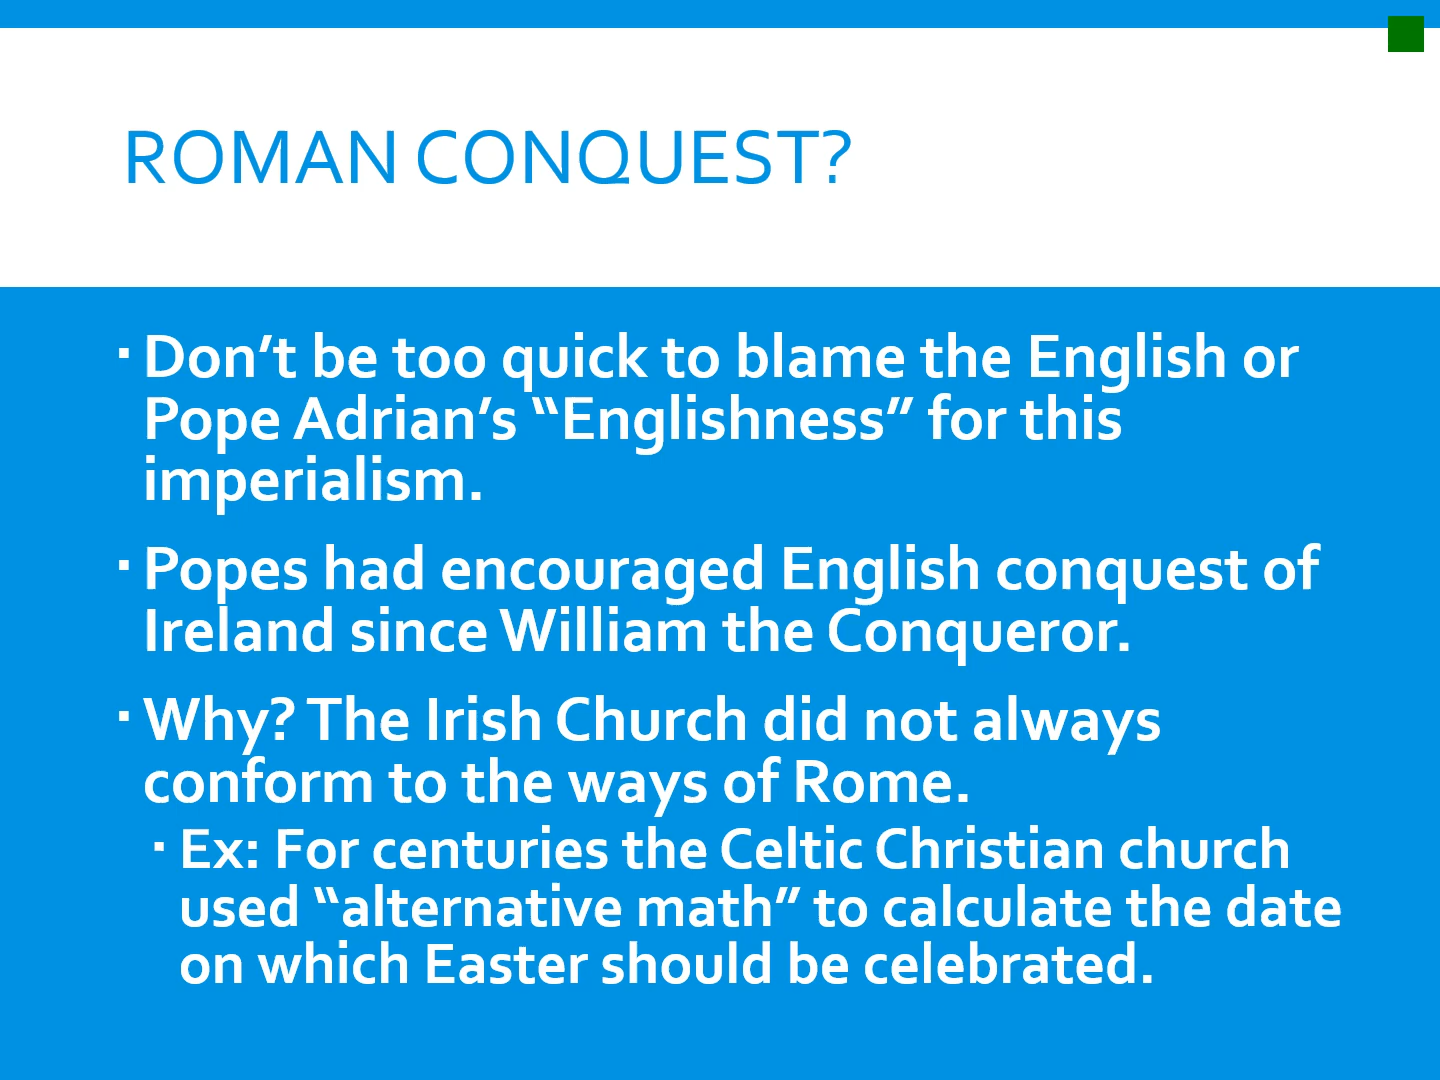 ROMAN CONQUEST?
▪ Don’t be too quick to blame the English or
Pope Adrian’s “Englishness” for this
imperialism.
▪ Popes had encouraged English conquest of
Ireland since William the Conqueror.
▪ Why? The Irish Church did not always
conform to the ways of Rome.
▪ Ex: For centuries the Celtic Christian church
used “alternative math” to calculate the date
on which Easter should be celebrated.